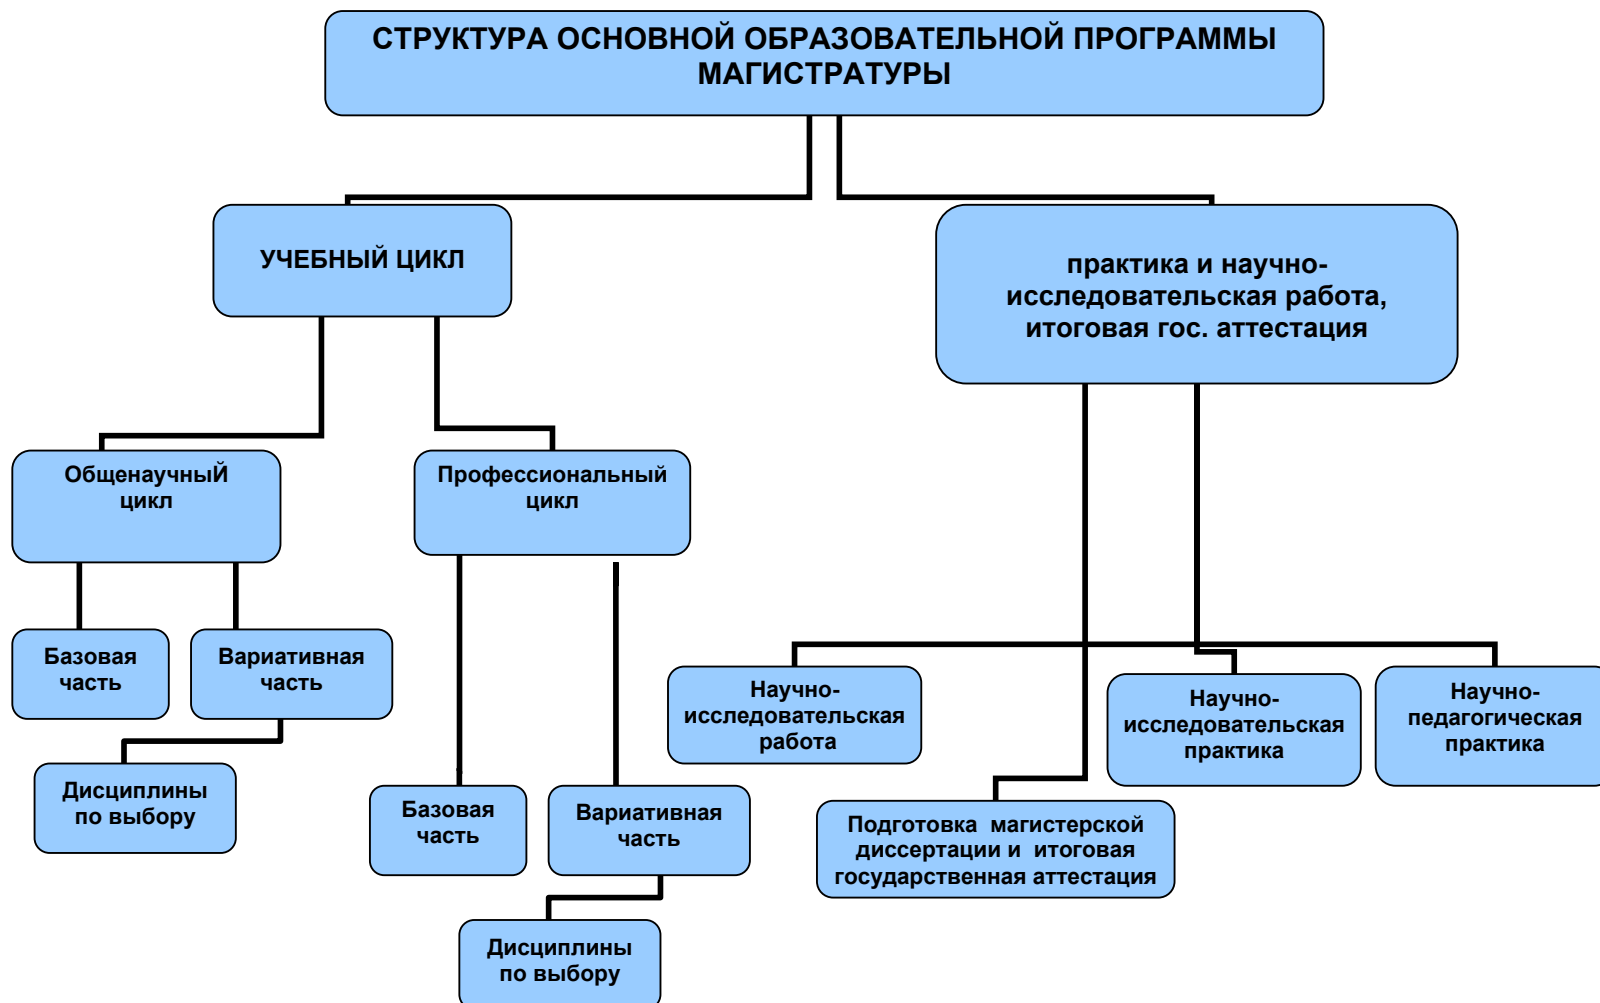 СТРУКТУРА ОСНОВНОЙ ОБРАЗОВАТЕЛЬНОЙ ПРОГРАММЫ
МАГИСТРАТУРЫ
УЧЕБНЫЙ ЦИКЛ
практика и научно-
исследовательская работа,
итоговая гос. аттестация
ОбщенаучныЙ
цикл
Профессиональный
цикл
Базовая
часть
Вариативная
часть
Научно-
исследовательская
работа
Научно-
исследовательская
практика
Научно-
педагогическая
практика
Дисциплины
по выбору
Базовая
часть
Вариативная
часть
Подготовка магистерской
диссертации и итоговая
государственная аттестация
Дисциплины
по выбору